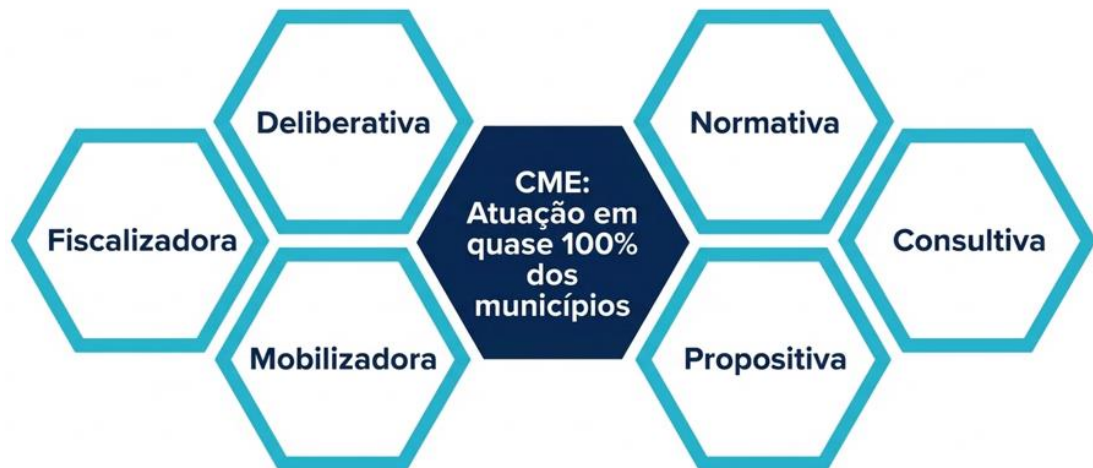 Deliberativa
Normativa
CME:
Atuação em
quase 100%
dos
municípios
Fiscalizadora
Consultiva
Mobilizadora
Propositiva